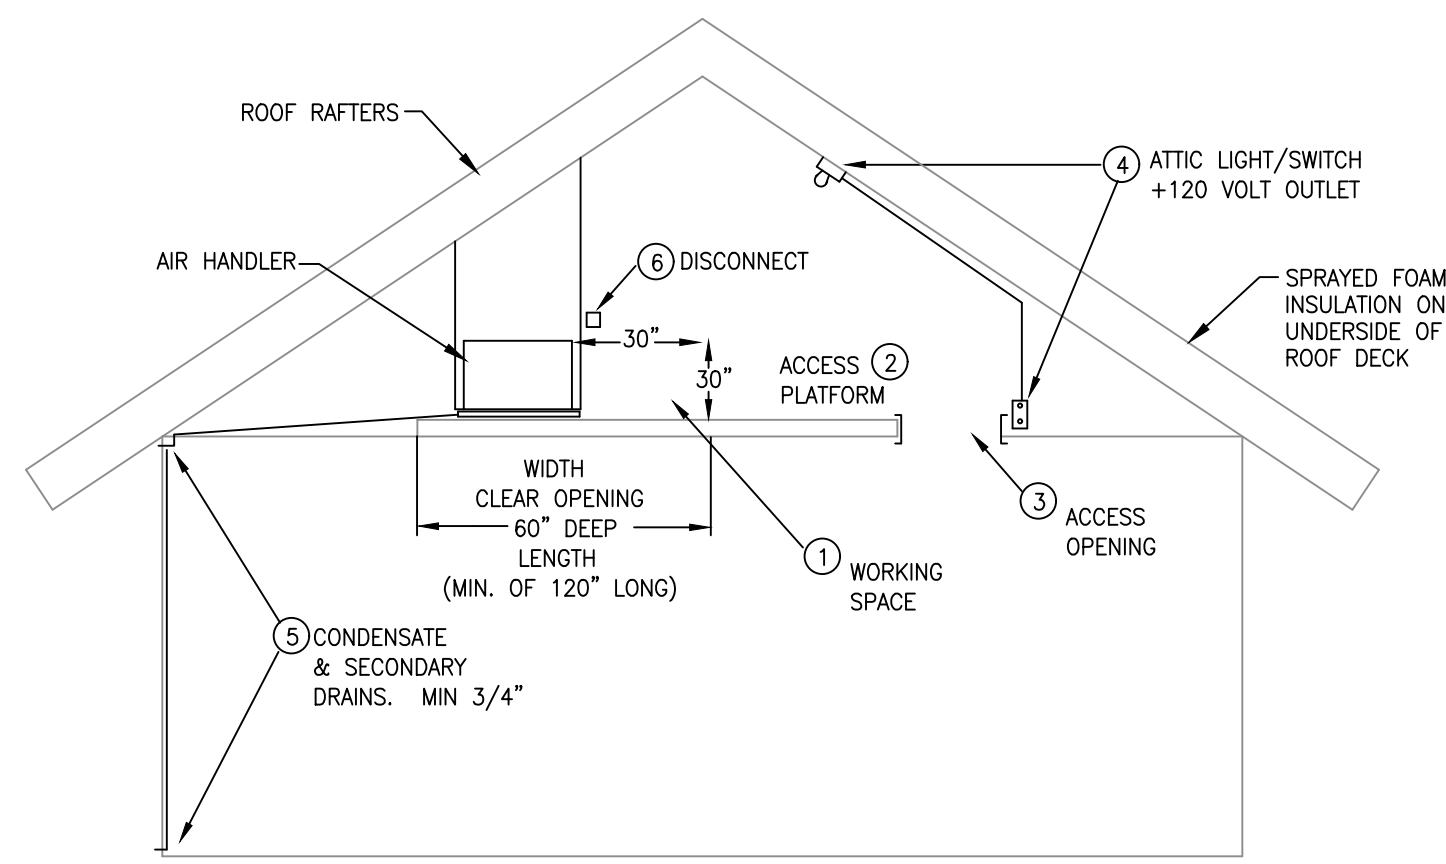 ROOF RAFTERS
4 ATTIC LIGHT/SWITCH
+120 VOLT OUTLET
AIR HANDLER
6 DISCONNECT
SPRAYED FOAM
INSULATION ON
UNDERSIDE OF
ROOF DECK
30”
30”
ACCESS 2
PLATFORM
WIDTH
CLEAR OPENING
60” DEEP
LENGTH
(MIN. OF 120” LONG)
3 ACCESS
OPENING
1 WORKING
SPACE
5 CONDENSATE
& SECONDARY
DRAINS. MIN 3/4”